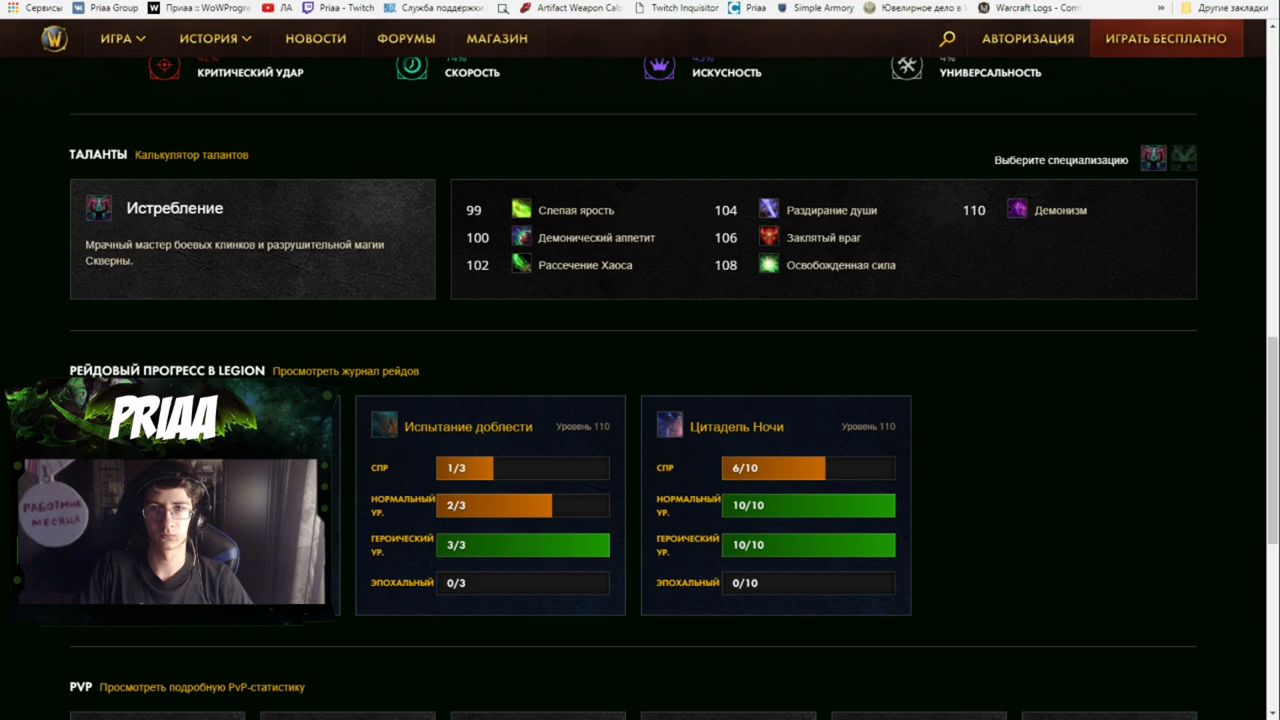 Сервисы Priaa Group Приаа :: WoWProgre ЛА Priaa - Twitch Служба поддержки Artifact Weapon Calc Twitch Inquisitor Priaa Simple Armory Ювелирное дело в Warcraft Logs - Com » Другие закладки
ИГРА ИСТОРИЯ НОВОСТИ ФОРУМЫ МАГАЗИН АВТОРИЗАЦИЯ ИГРАТЬ БЕСПЛАТНО
КРИТИЧЕСКИЙ УДАР СКОРОСТЬ ИСКУСНОСТЬ УНИВЕРСАЛЬНОСТЬ
ТАЛАНТЫ Калькулятор талантов
Выберите специализацию
Истребление
Мрачный мастер боевых клинков и разрушительной магии
Скверны.
99 Слепая ярость 104 Раздирание души 110 Демонизм
100 Демонический аппетит 106 Заклятый враг
102 Рассечение Хаоса 108 Освобожденная сила
РЕЙДОВЫЙ ПРОГРЕСС В LEGION Просмотреть журнал рейдов
PRIAA
РАБОТНИК
МЕСЯЦА
Испытание доблести Уровень 110
СПР 1/3
НОРМАЛЬНЫЙ УР. 2/3
ГЕРОИЧЕСКИЙ УР. 3/3
ЭПОХАЛЬНЫЙ 0/3
Цитадель Ночи Уровень 110
СПР 6/10
НОРМАЛЬНЫЙ УР. 10/10
ГЕРОИЧЕСКИЙ УР. 10/10
ЭПОХАЛЬНЫЙ 0/10
PVP Просмотреть подробную PvP-статистику